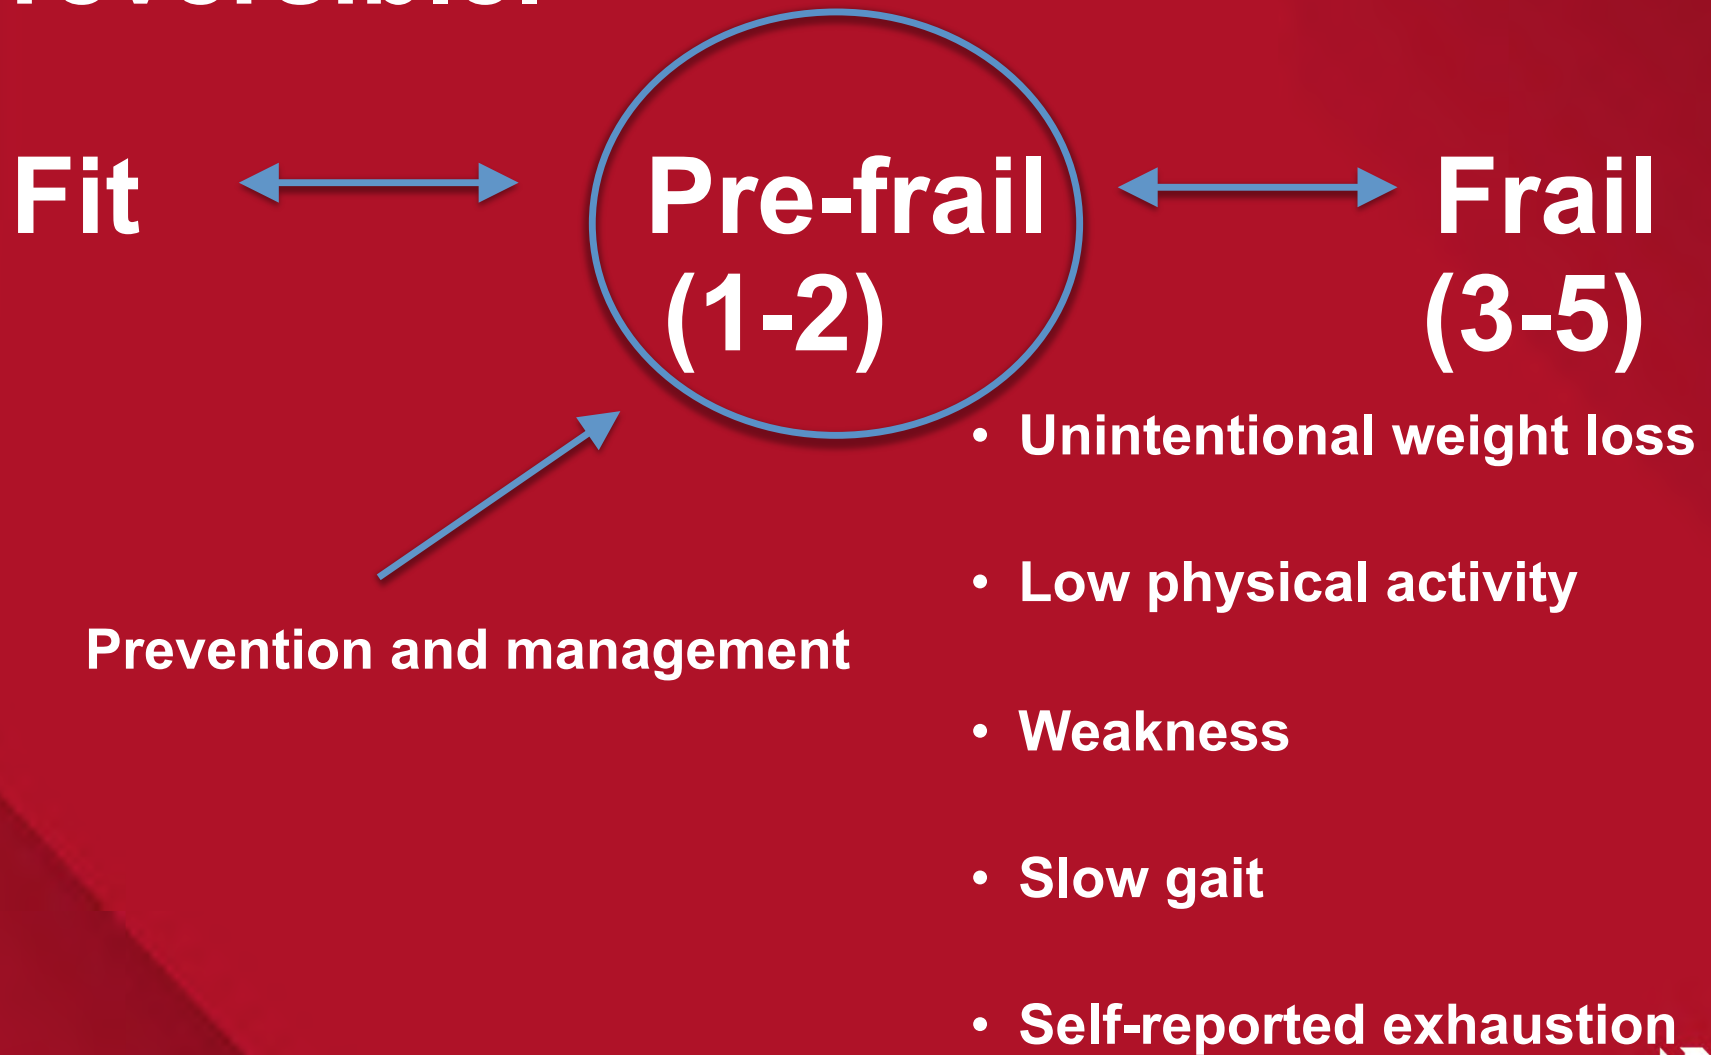 Fit
Pre-frail
(1-2)
Frail
(3-5)
Prevention and management
• Unintentional weight loss
• Low physical activity
• Weakness
• Slow gait
• Self-reported exhaustion